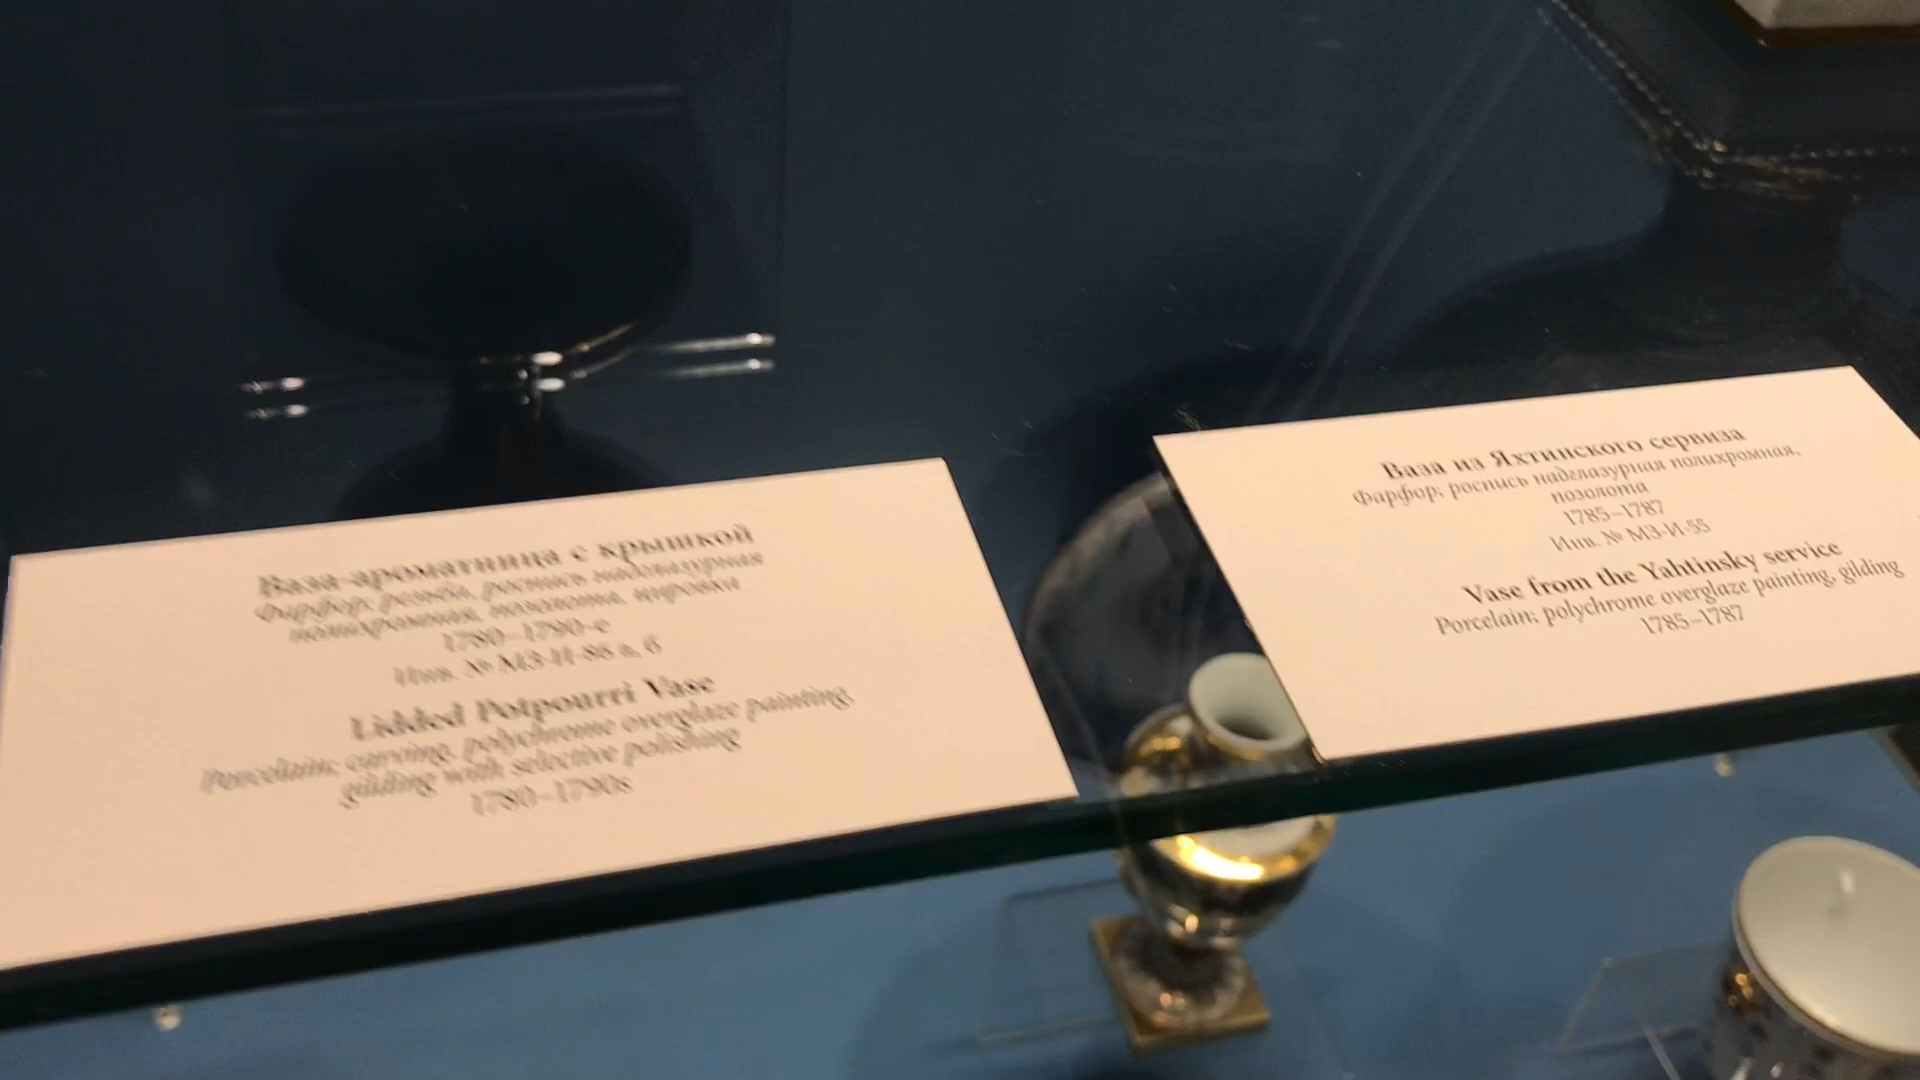 Ваза-ароматница с крышкой
Фарфор; резьба, роспись надглазурная
полихромная, позолота, цировка
1780–1790-е
Инв. № МЗ-И-86 а, б
Lidded Potpourri Vase
Porcelain; carving, polychrome overglaze painting,
gilding with selective polishing
1780–1790s
Ваза из Яхтинского сервиза
Фарфор; роспись надглазурная полихромная,
позолота
1785–1787
Инв. № МЗ-И-55
Vase from the Yahtinsky service
Porcelain; polychrome overglaze painting, gilding
1785–1787